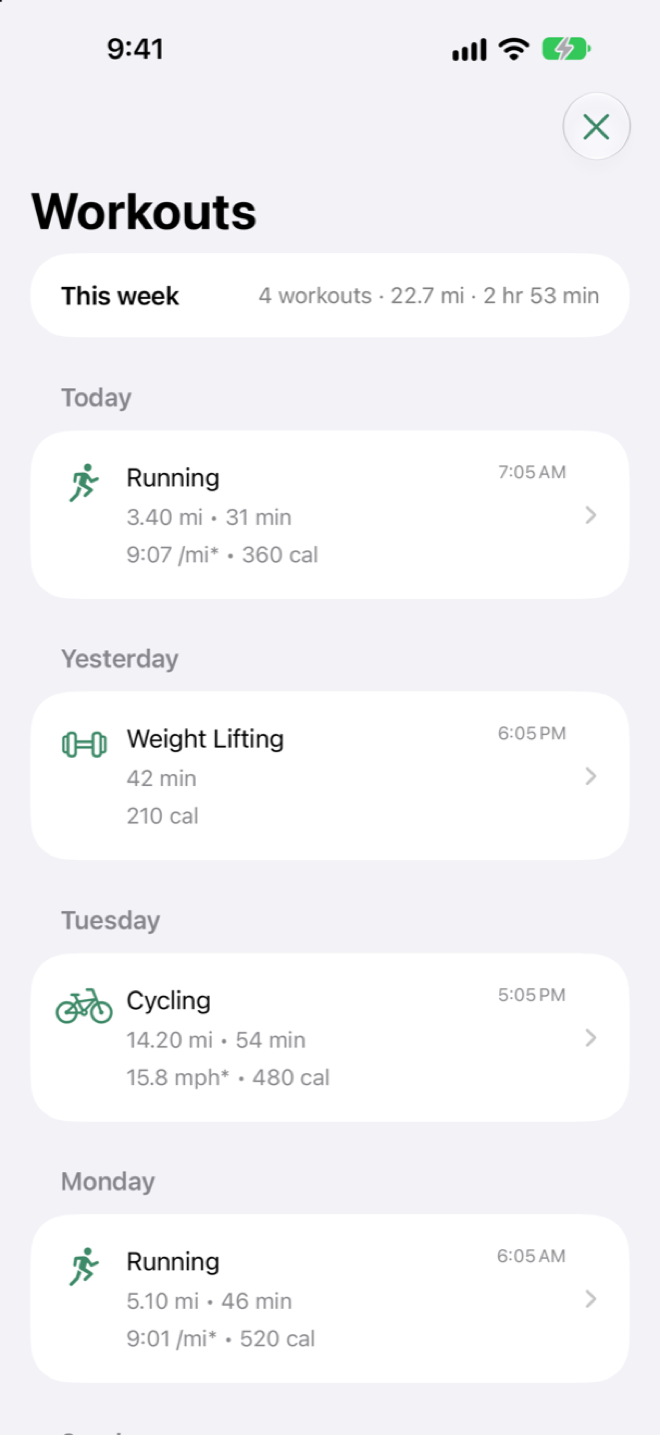 9:41
Workouts
This week 4 workouts · 22.7 mi · 2 hr 53 min
Today
Running 7:05 AM
3.40 mi • 31 min
9:07 /mi* • 360 cal
Yesterday
Weight Lifting 6:05 PM
42 min
210 cal
Tuesday
Cycling 5:05 PM
14.20 mi • 54 min
15.8 mph* • 480 cal
Monday
Running 6:05 AM
5.10 mi • 46 min
9:01 /mi* • 520 cal